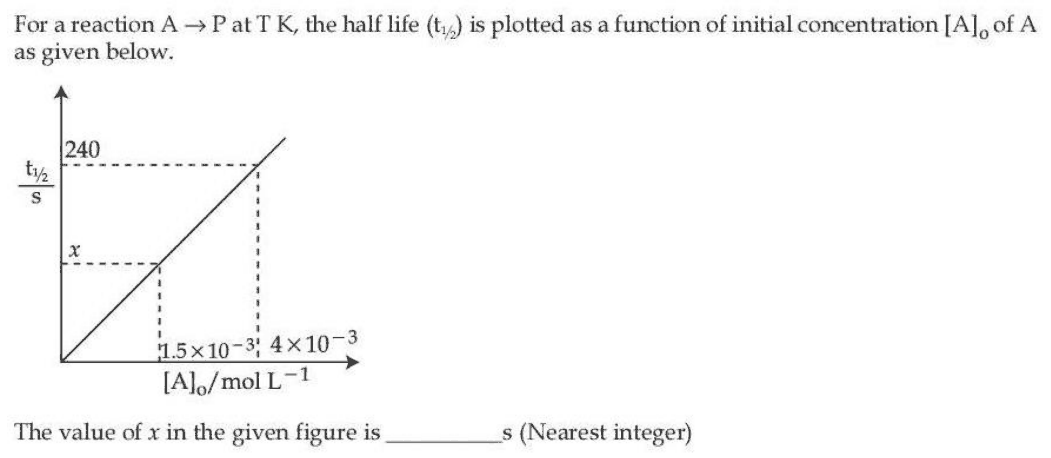 For a reaction A → P at T K, the half life (t½) is plotted as a function of initial concentration [A]₀ of A
as given below.
240
t½
s
x
1.5×10⁻³ 4×10⁻³
[A]₀/mol L⁻¹
The value of x in the given figure is __________s (Nearest integer)